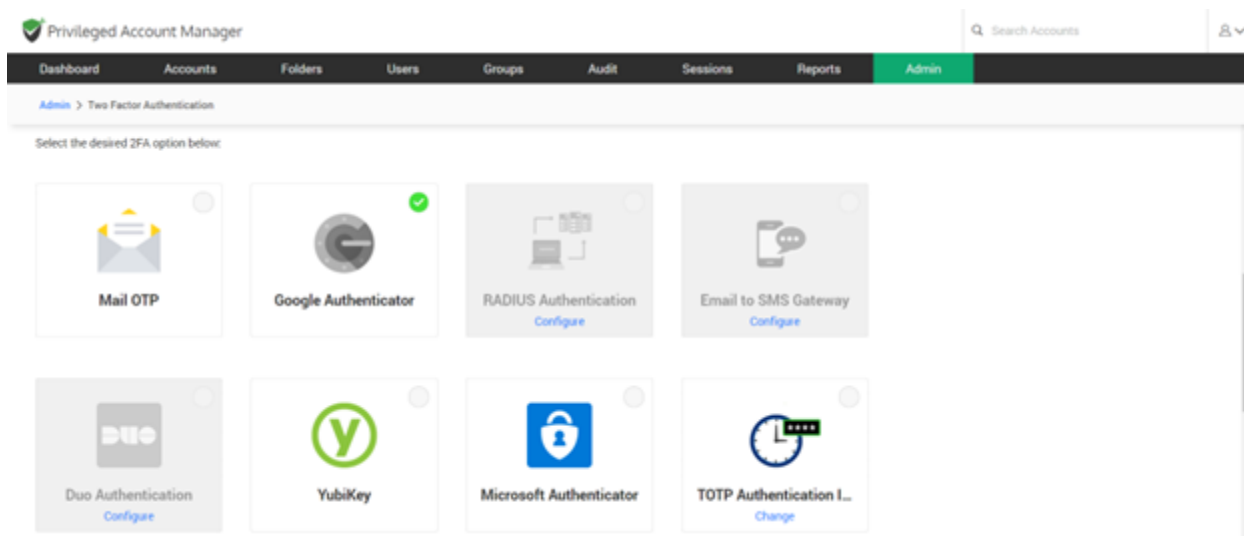 Privileged Account Manager
Search Accounts
Dashboard Accounts Folders Users Groups Audit Sessions Reports Admin
Admin > Two Factor Authentication
Select the desired 2FA option below:
Mail OTP Google Authenticator RADIUS Authentication Email to SMS Gateway
Configure Configure
DUO
Duo Authentication YubiKey Microsoft Authenticator TOTP Authentication I...
Configure Change